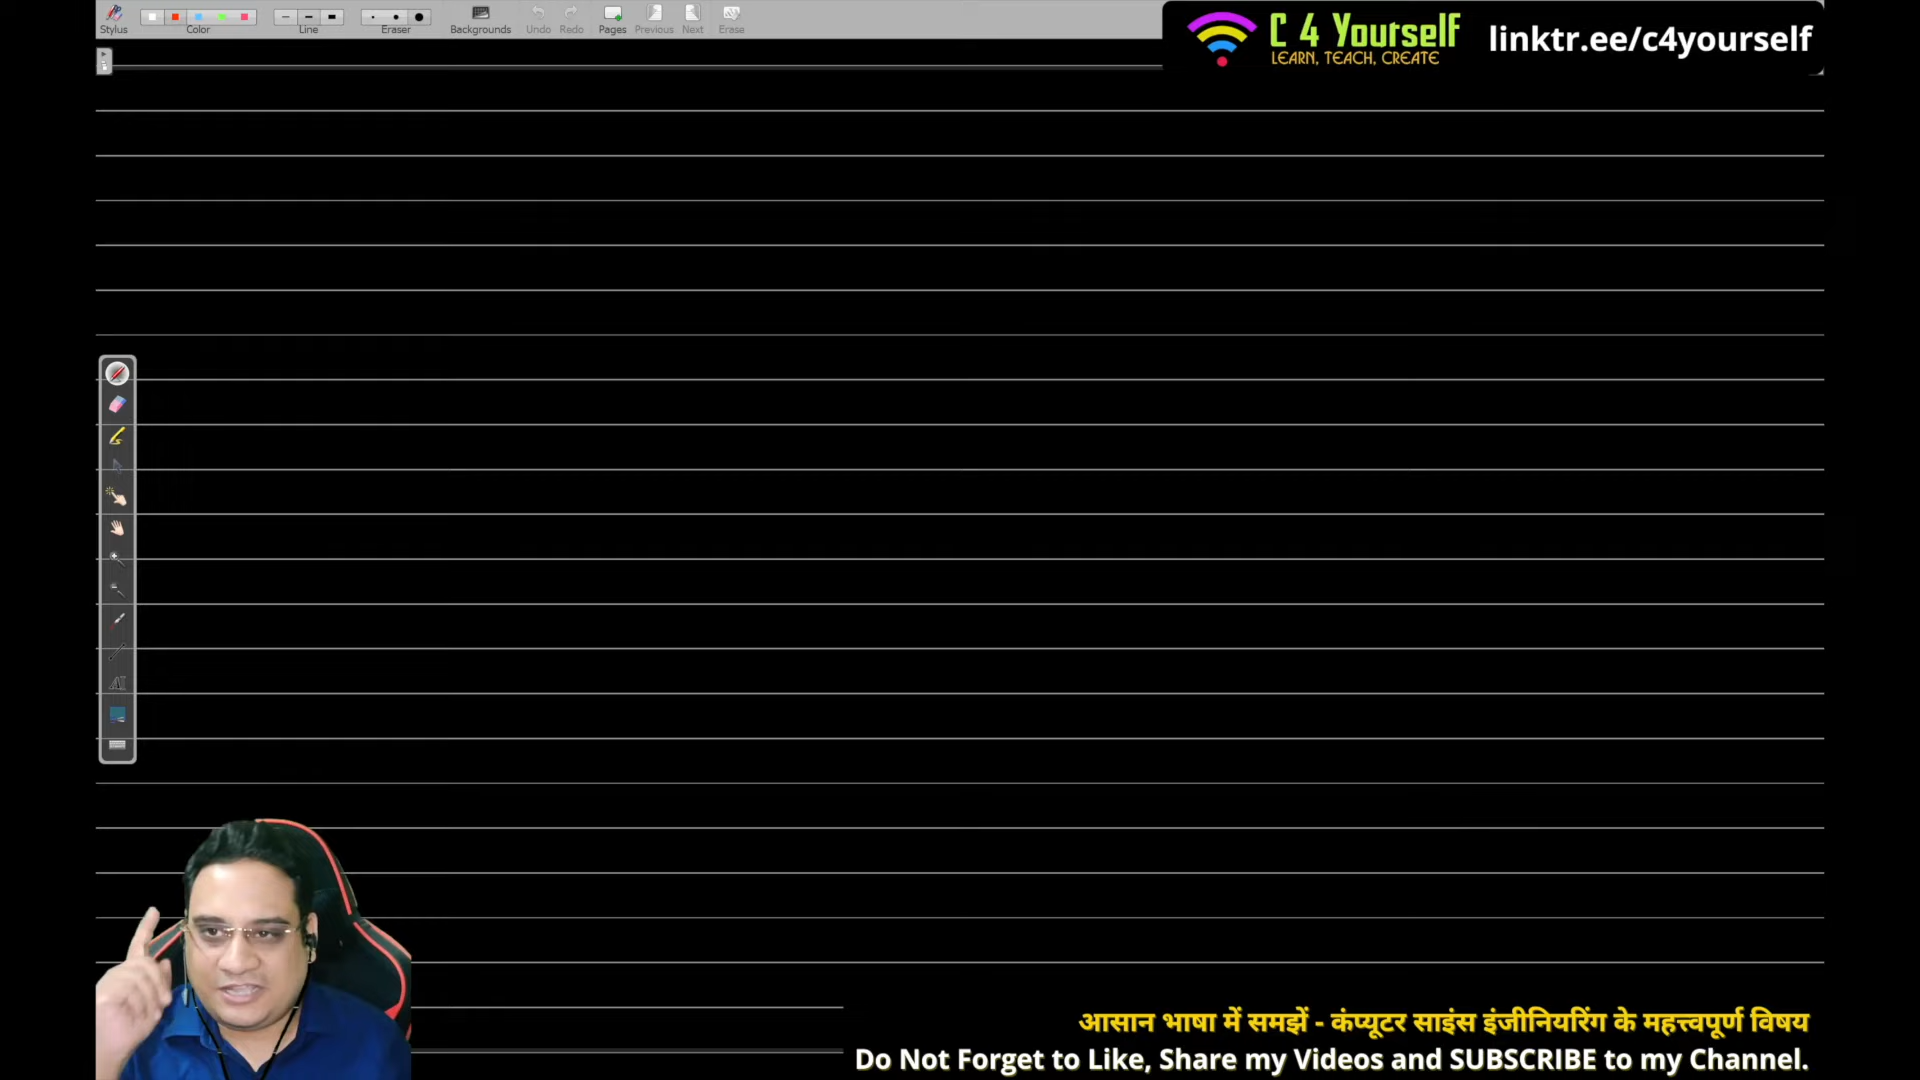 Stylus
Color
Line
Eraser
Backgrounds
Undo
Redo
Pages
Previous
Next
Erase
C 4 Yourself
LEARN, TEACH, CREATE
linktr.ee/c4yourself
आसान भाषा में समझें - कंप्यूटर साइंस इंजीनियरिंग के महत्त्वपूर्ण विषय
Do Not Forget to Like, Share my Videos and SUBSCRIBE to my Channel.